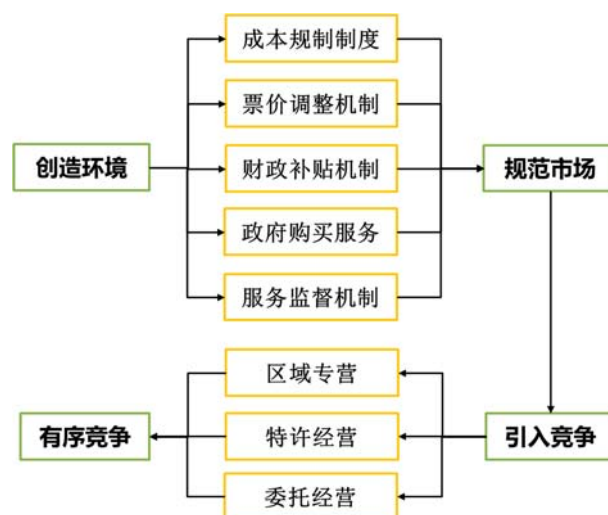 成本规制制度
票价调整机制
创造环境
财政补贴机制
规范市场
政府购买服务
服务监督机制
区域专营
有序竞争
特许经营
引入竞争
委托经营